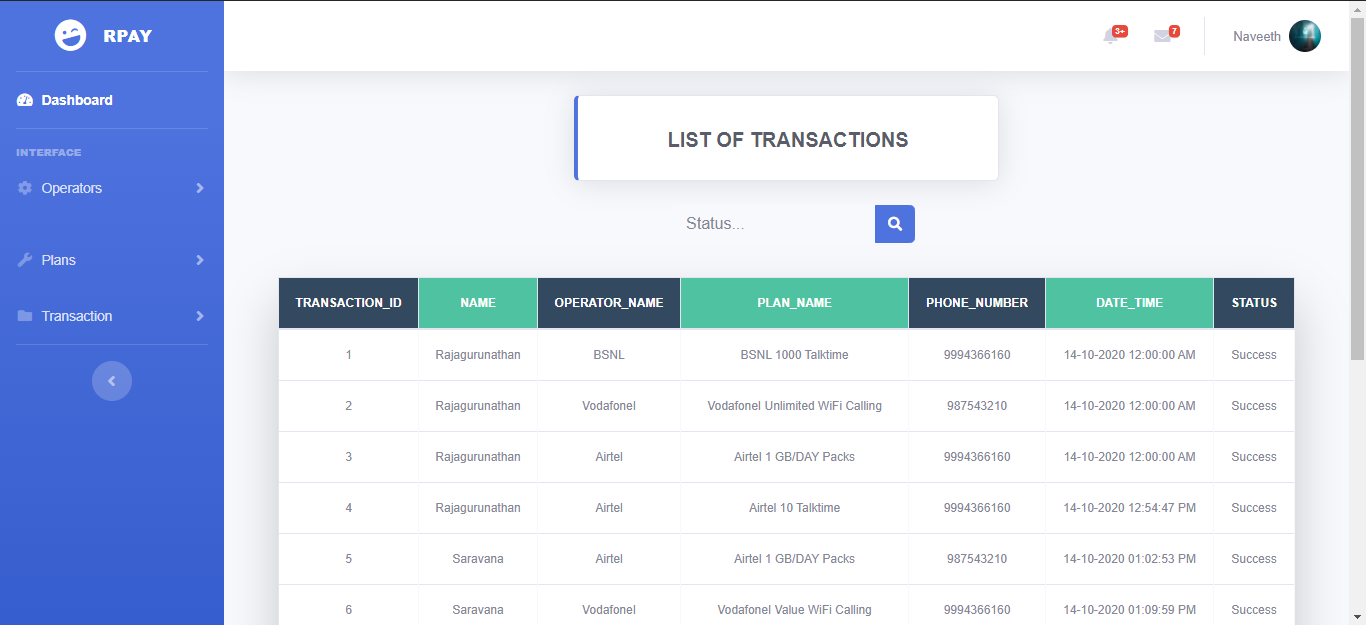 RPAY
3+
7
Naveeth
Dashboard
INTERFACE
Operators
Plans
Transaction
LIST OF TRANSACTIONS
Status...
TRANSACTION_ID NAME OPERATOR_NAME PLAN_NAME PHONE_NUMBER DATE_TIME STATUS
1 Rajagurunathan BSNL BSNL 1000 Talktime 9994366160 14-10-2020 12:00:00 AM Success
2 Rajagurunathan Vodafonel Vodafonel Unlimited WiFi Calling 987543210 14-10-2020 12:00:00 AM Success
3 Rajagurunathan Airtel Airtel 1 GB/DAY Packs 9994366160 14-10-2020 12:00:00 AM Success
4 Rajagurunathan Airtel Airtel 10 Talktime 9994366160 14-10-2020 12:54:47 PM Success
5 Saravana Airtel Airtel 1 GB/DAY Packs 987543210 14-10-2020 01:02:53 PM Success
6 Saravana Vodafonel Vodafonel Value WiFi Calling 9994366160 14-10-2020 01:09:59 PM Success